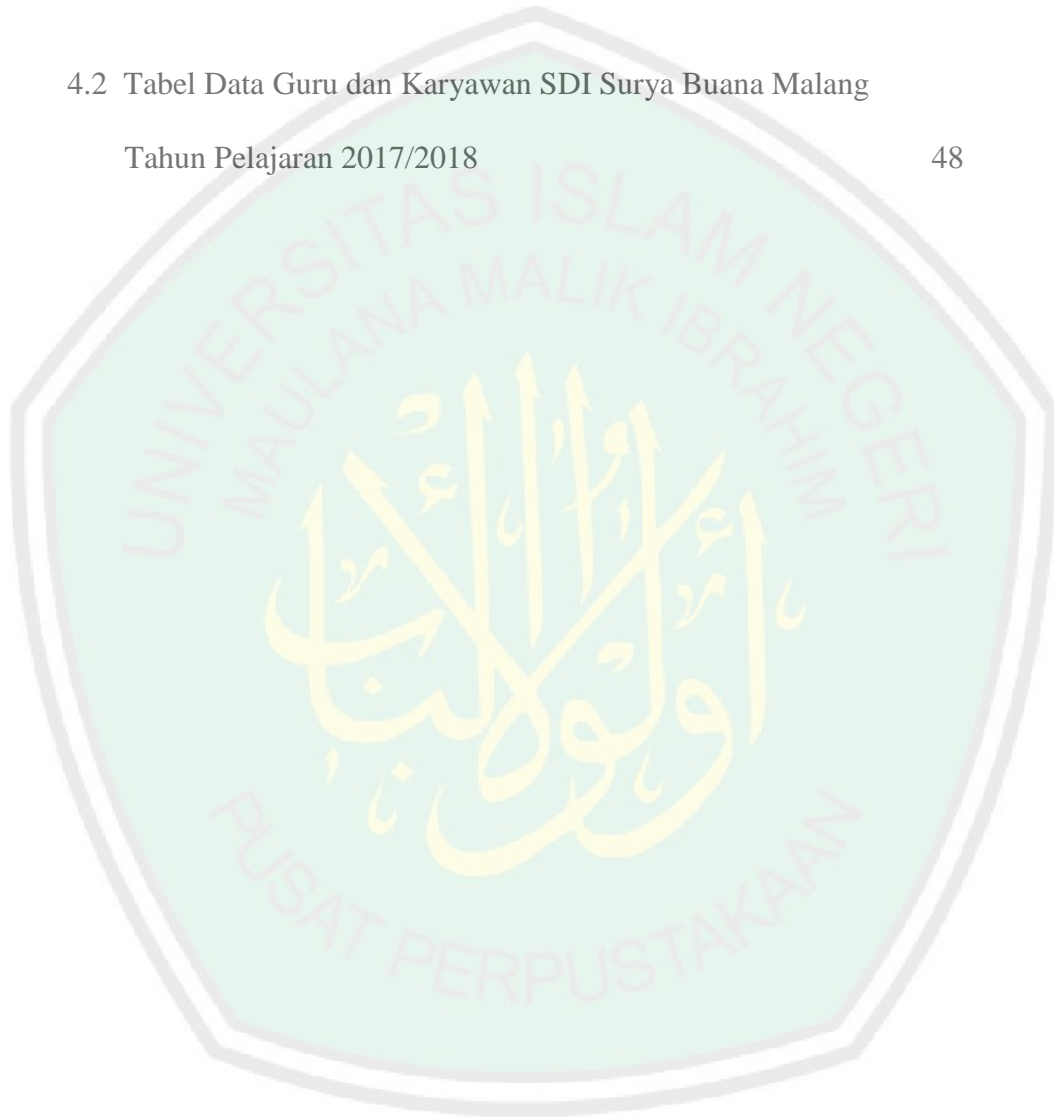 4.2 Tabel Data Guru dan Karyawan SDI Surya Buana Malang
Tahun Pelajaran 2017/2018 48
UNIVERSITAS ISLAM NEGERI
MAULANA MALIK IBRAHIM
PUSAT PERPUSTAKAAN